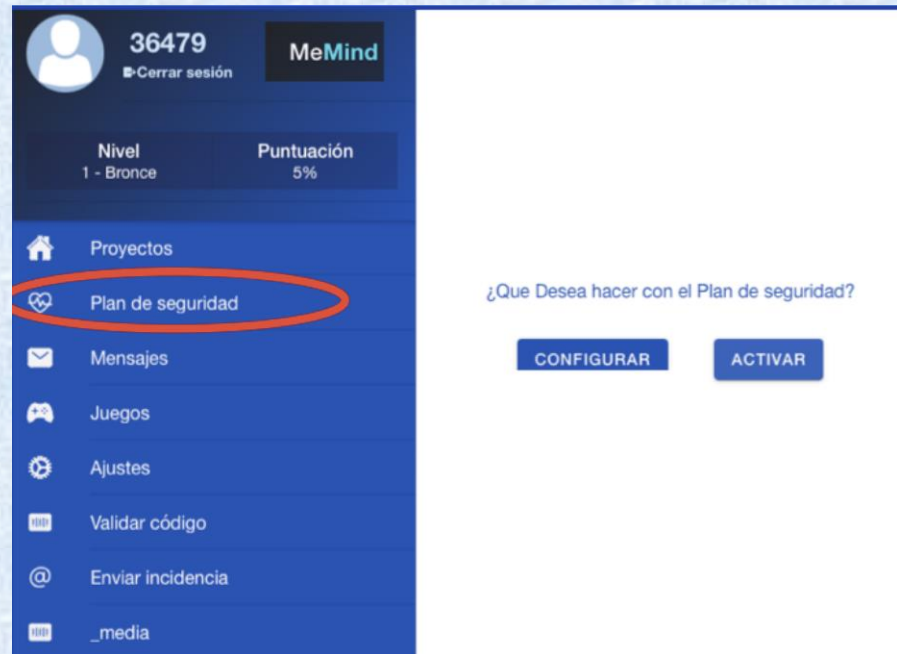 36479
Cerrar sesión
MeMind
Nivel
1 - Bronce
Puntuación
5%
Proyectos
Plan de seguridad
Mensajes
Juegos
Ajustes
Validar código
@ Enviar incidencia
_media
¿Que Desea hacer con el Plan de seguridad?
CONFIGURAR
ACTIVAR